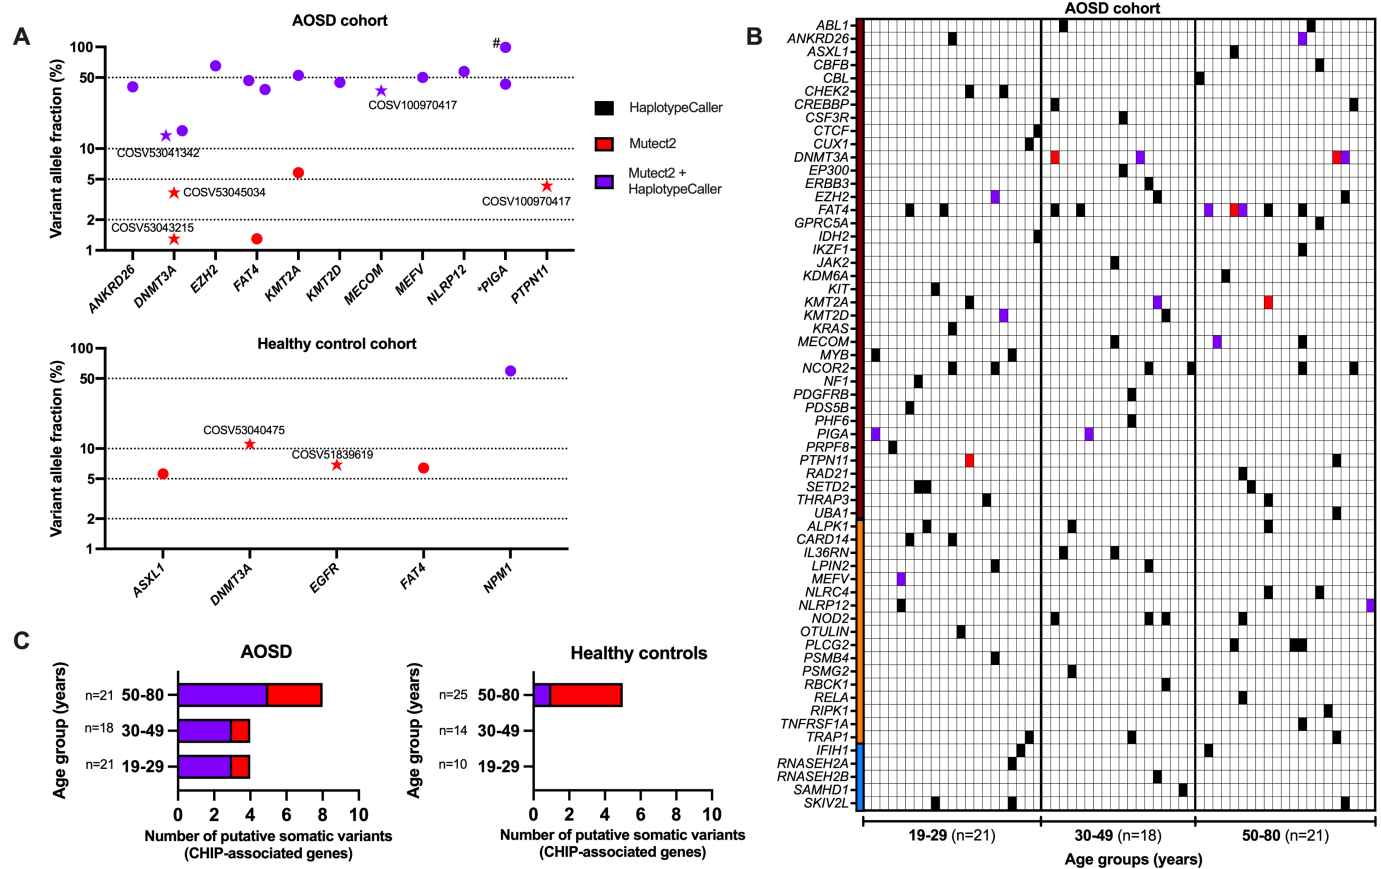 A
AOSD cohort
Variant allele fraction (%)
100
50
10
5
2
1
#
COSV100970417
COSV53041342
COSV53045034
COSV100970417
COSV53043215
ANKRD26
DNMT3A
EZH2
FAT4
KMT2A
KMT2D
MECOM
MEFV
NLRP12
*PIGA
PTPN11
HaplotypeCaller
Mutect2
Mutect2 +
HaplotypeCaller
Healthy control cohort
Variant allele fraction (%)
100
50
10
5
2
1
COSV53040475
COSV51839619
ASXL1
DNMT3A
EGFR
FAT4
NPM1
B
AOSD cohort
ABL1
ANKRD26
ASXL1
CBFB
CBL
CHEK2
CREBBP
CSF3R
CTCF
CUX1
DNMT3A
EP300
ERBB3
EZH2
FAT4
GPRC5A
IDH2
IKZF1
JAK2
KDM6A
KIT
KMT2A
KMT2D
KRAS
MECOM
MYB
NCOR2
NF1
PDGFRB
PDS5B
PHF6
PIGA
PRPF8
PTPN11
RAD21
SETD2
THRAP3
UBA1
ALPK1
CARD14
IL36RN
LPIN2
MEFV
NLRC4
NLRP12
NOD2
OTULIN
PLCG2
PSMB4
PSMG2
RBCK1
RELA
RIPK1
TNFRSF1A
TRAP1
IFIH1
RNASEH2A
RNASEH2B
SAMHD1
SKIV2L
19-29 (n=21)
30-49 (n=18)
50-80 (n=21)
Age groups (years)
C
AOSD
Age group (years)
n=21 50-80
n=18 30-49
n=21 19-29
0 2 4 6 8 10
Number of putative somatic variants
(CHIP-associated genes)
Healthy controls
Age group (years)
n=25 50-80
n=14 30-49
n=10 19-29
0 2 4 6 8 10
Number of putative somatic variants
(CHIP-associated genes)